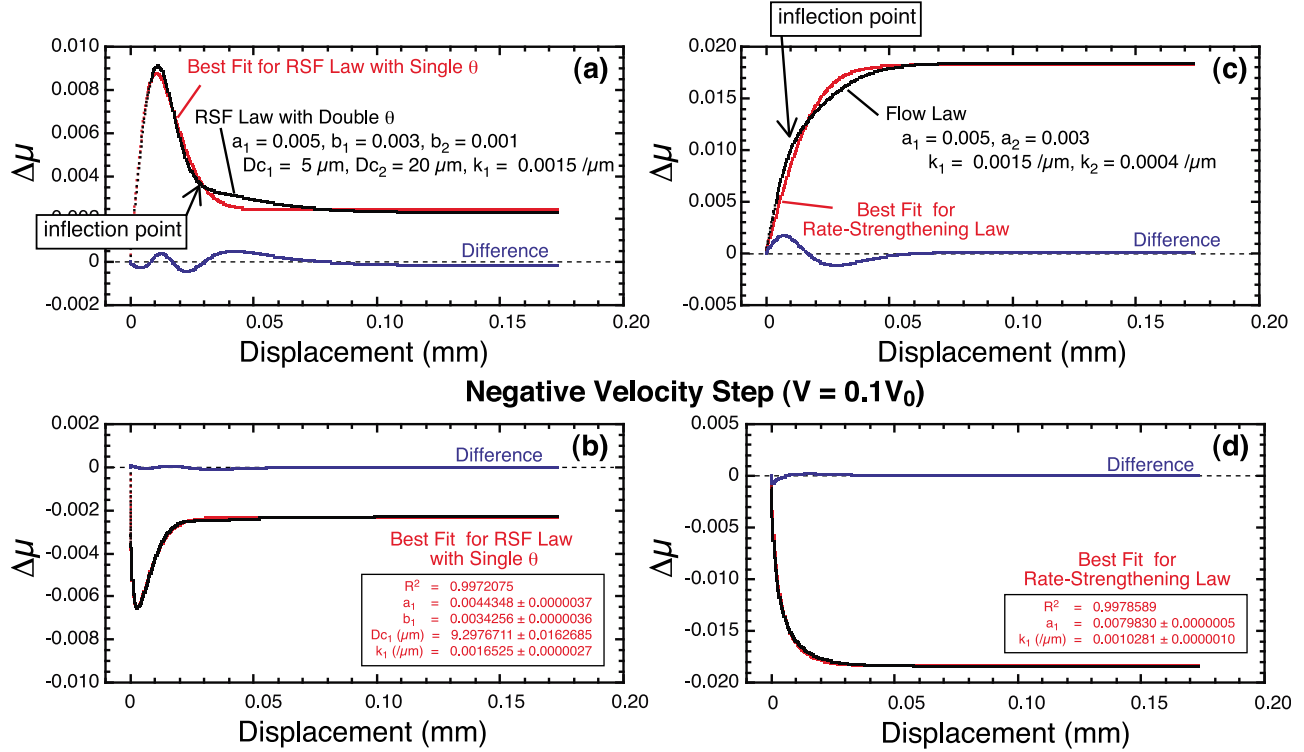 inflection point
(a)
Best Fit for RSF Law with Single θ
RSF Law with Double θ
a1 = 0.005, b1 = 0.003, b2 = 0.001
Dc1 = 5 µm, Dc2 = 20 µm, k1 = 0.0015 /µm
inflection point
Difference
0.010
0.008
0.006
0.004
0
-0.002
Δμ
0
0.05
0.10
0.15
0.20
Displacement (mm)
(c)
Flow Law
a1 = 0.005, a2 = 0.003
k1 = 0.0015 /µm, k2 = 0.0004 /µm
Best Fit for
Rate-Strengthening Law
Difference
0.020
0.015
0.010
0.005
0
-0.005
Δμ
0
0.05
0.10
0.15
0.20
Displacement (mm)
Negative Velocity Step (V = 0.1V0)
(b)
Difference
Best Fit for RSF Law
with Single θ
R2 = 0.9972075
a1 = 0.0044348 ± 0.0000037
b1 = 0.0034256 ± 0.0000036
Dc1 (µm) = 9.2976711 ± 0.0162685
k1 (/µm) = 0.0016525 ± 0.0000027
0.002
0
-0.002
-0.004
-0.006
-0.008
-0.010
Δμ
0
0.05
0.10
0.15
0.20
Displacement (mm)
(d)
Difference
Best Fit for
Rate-Strengthening Law
R2 = 0.9978589
a1 = 0.0079830 ± 0.0000005
k1 (/µm) = 0.0010281 ± 0.0000010
0.005
0
-0.005
-0.010
-0.015
-0.020
Δμ
0
0.05
0.10
0.15
0.20
Displacement (mm)